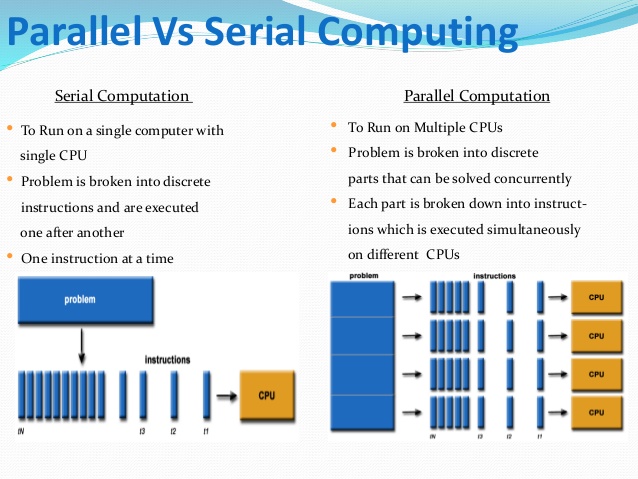 Parallel Vs Serial Computing
Serial Computation
• To Run on a single computer with
single CPU
• Problem is broken into discrete
instructions and are executed
one after another
• One instruction at a time
problem
instructions
CPU
tN t3 t2 t1
Parallel Computation
• To Run on Multiple CPUs
• Problem is broken into discrete
parts that can be solved concurrently
• Each part is broken down into instruct-
ions which is executed simultaneously
on different CPUs
problem instructions
CPU
CPU
CPU
CPU
tN t3 t2 t1